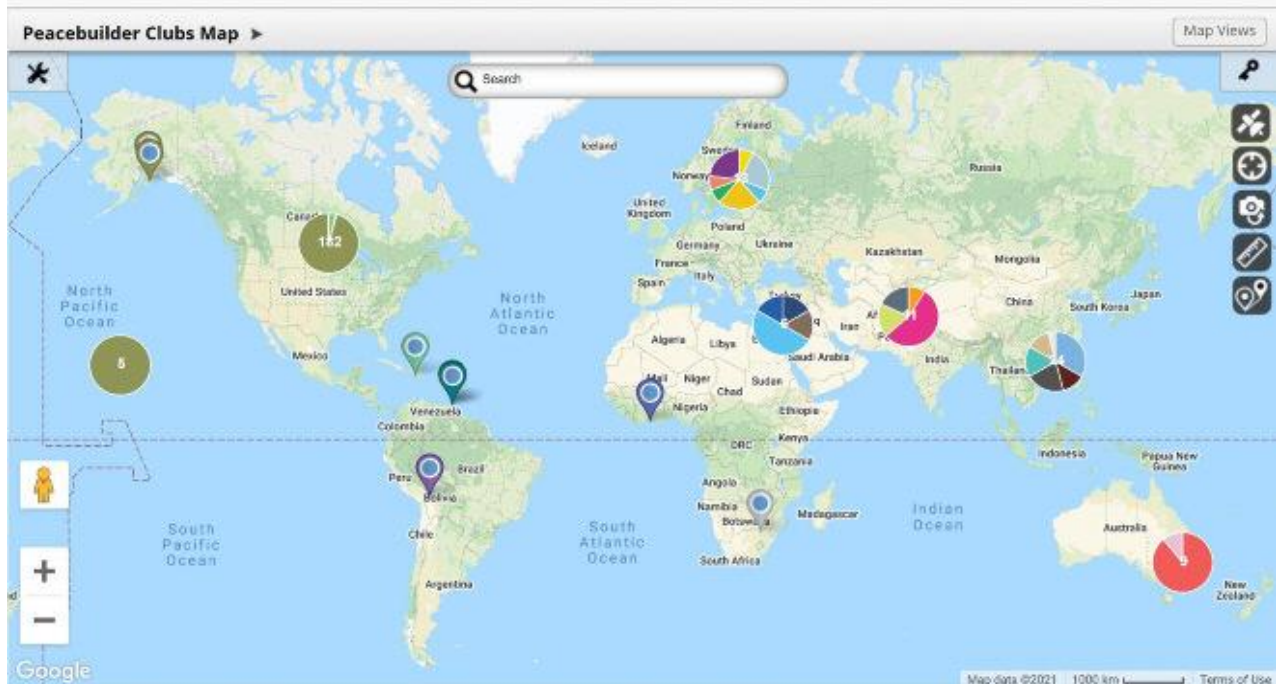 Peacebuilder Clubs Map
Map Views
Search
Iceland
Finland
Norway
Russia
United
Kingdom
Poland
Germany
Ukraine
France
Italy
Spain
Kazakhstan
Mongolia
China
South Korea
Japan
182
United States
North
Pacific
Ocean
North
Atlantic
Ocean
5
Mexico
Algeria
Libya
Iran
Saudi Arabia
India
Mali
Niger
Chad
Sudan
Nigeria
Ethiopia
Venezuela
Colombia
DRC
Kenya
Tanzania
Indonesia
Papua New
Guinea
Peru
Brazil
Bolivia
Angola
Namibia
Madagascar
Indian
Ocean
South
Pacific
Ocean
Chile
South
Atlantic
Ocean
South Africa
Australia
9
Argentina
New
Zealand
Google
Map data ©2021
1000 km
Terms of Use